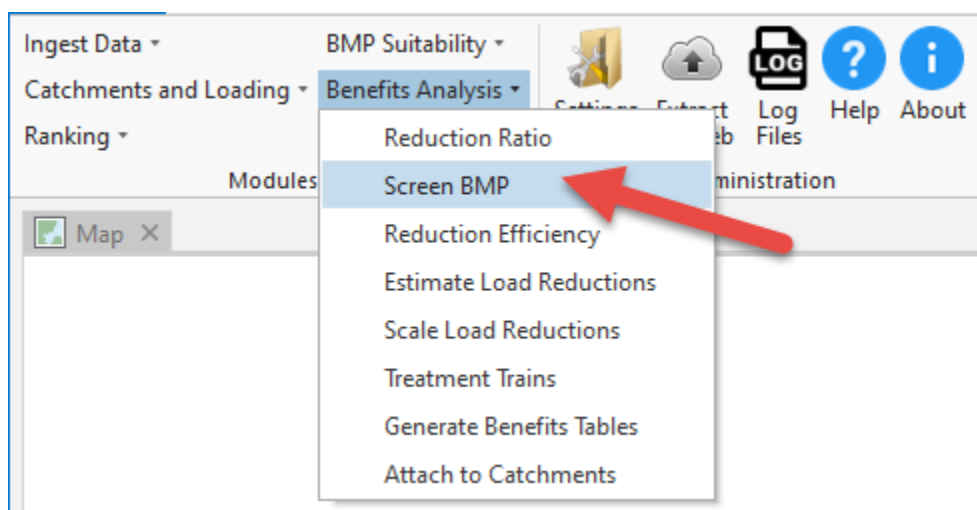 Ingest Data
BMP Suitability
Catchments and Loading
Benefits Analysis
Ranking
LOG
Log
Files
Help
About
Modules
Reduction Ratio
Screen BMP
Reduction Efficiency
Estimate Load Reductions
Scale Load Reductions
Treatment Trains
Generate Benefits Tables
Attach to Catchments
Map